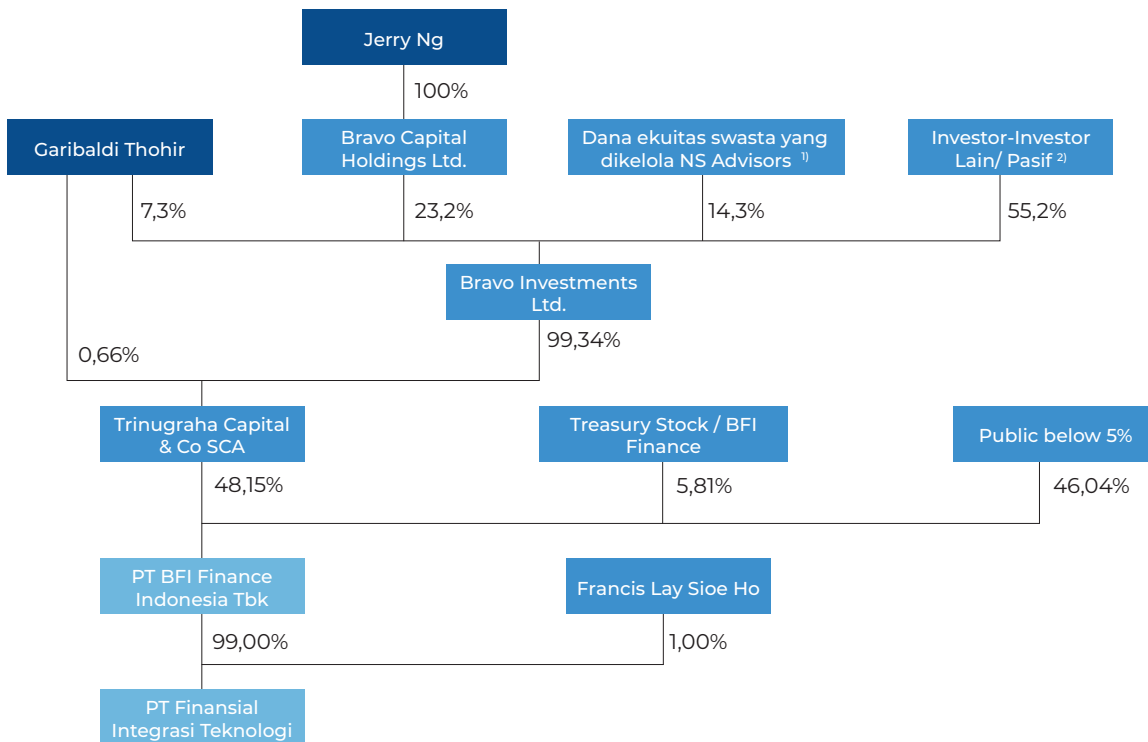 Jerry Ng
100%
Garibaldi Thohir
Bravo Capital
Holdings Ltd.
Dana ekuitas swasta yang
dikelola NS Advisors 1)
Investor-Investor
Lain/ Pasif 2)
7,3%
23,2%
14,3%
55,2%
Bravo Investments
Ltd.
0,66%
99,34%
Trinugraha Capital
& Co SCA
Treasury Stock / BFI
Finance
Public below 5%
48,15%
5,81%
46,04%
PT BFI Finance
Indonesia Tbk
Francis Lay Sioe Ho
99,00%
1,00%
PT Finansial
Integrasi Teknologi